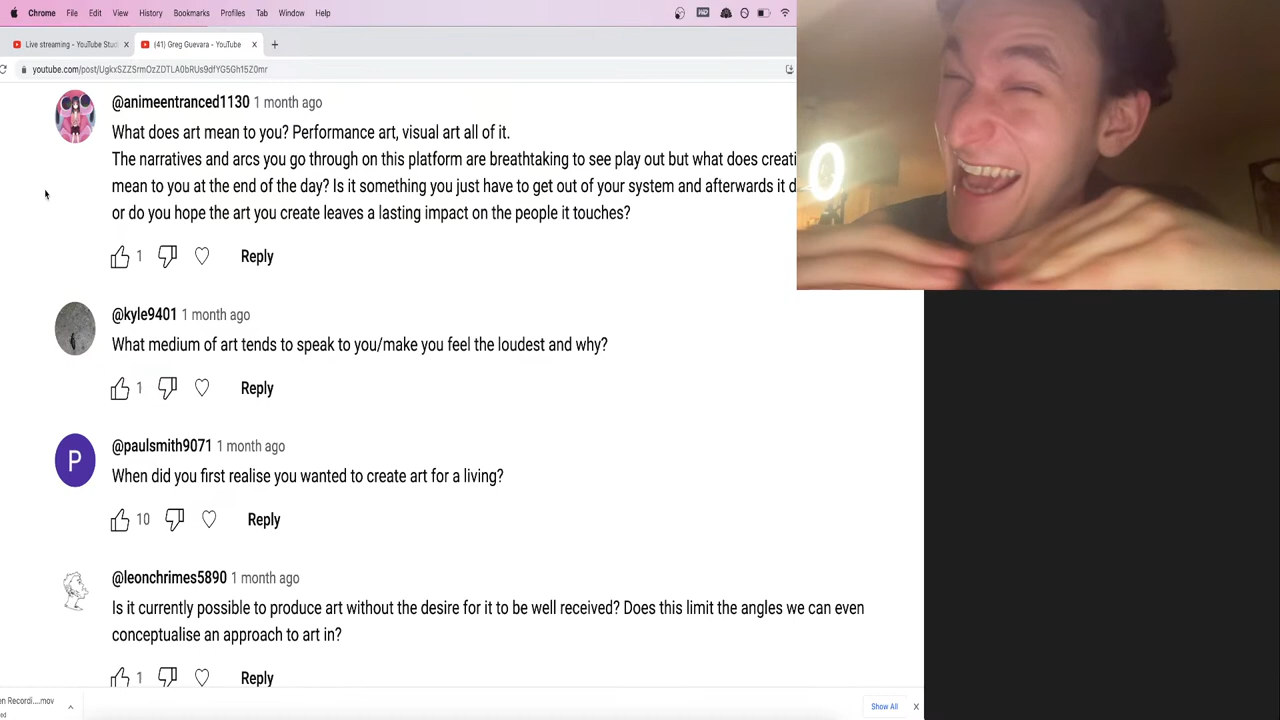 Chrome File Edit View History Bookmarks Profiles Tab Window Help
Live streaming - YouTube Stud
(41) Greg Guevara - YouTube
youtube.com/post/UgkxSZZSrmOzZDTLA0bRUs9dfYG5Gh15Z0mr
@animeentranced1130 1 month ago
What does art mean to you? Performance art, visual art all of it.
The narratives and arcs you go through on this platform are breathtaking to see play out but what does creati
mean to you at the end of the day? Is it something you just have to get out of your system and afterwards it d
or do you hope the art you create leaves a lasting impact on the people it touches?
1 Reply
@kyle9401 1 month ago
What medium of art tends to speak to you/make you feel the loudest and why?
1 Reply
P
@paulsmith9071 1 month ago
When did you first realise you wanted to create art for a living?
10 Reply
@leonchrimes5890 1 month ago
Is it currently possible to produce art without the desire for it to be well received? Does this limit the angles we can even
conceptualise an approach to art in?
1 Reply
en Recordi....mov
Show All